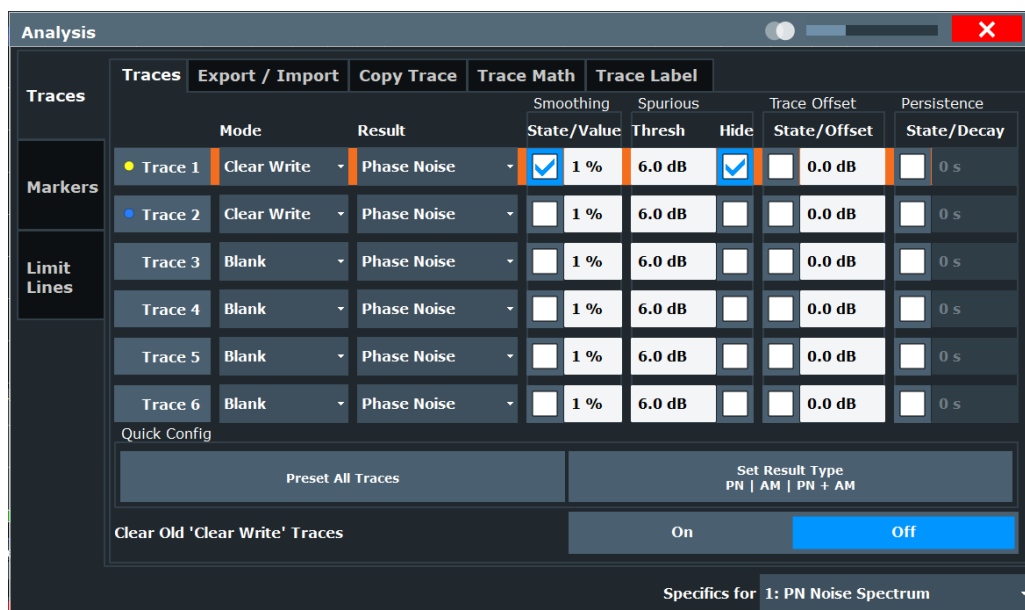 Analysis
Traces
Markers
Limit
Lines
Traces Export / Import Copy Trace Trace Math Trace Label
Smoothing Spurious Trace Offset Persistence
Mode Result State/Value Thresh Hide State/Offset State/Decay
Trace 1 Clear Write Phase Noise 1 % 6.0 dB 0.0 dB 0 s
Trace 2 Clear Write Phase Noise 1 % 6.0 dB 0.0 dB 0 s
Trace 3 Blank Phase Noise 1 % 6.0 dB 0.0 dB 0 s
Trace 4 Blank Phase Noise 1 % 6.0 dB 0.0 dB 0 s
Trace 5 Blank Phase Noise 1 % 6.0 dB 0.0 dB 0 s
Trace 6 Blank Phase Noise 1 % 6.0 dB 0.0 dB 0 s
Quick Config
Preset All Traces
Set Result Type
PN | AM | PN + AM
Clear Old 'Clear Write' Traces On Off
Specifics for 1: PN Noise Spectrum